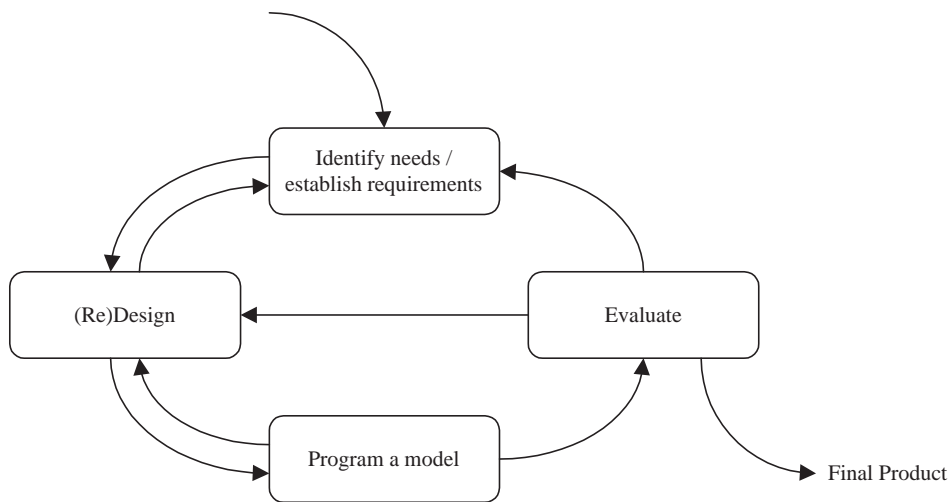 Identify needs /
establish requirements
(Re)Design
Evaluate
Program a model
Final Product